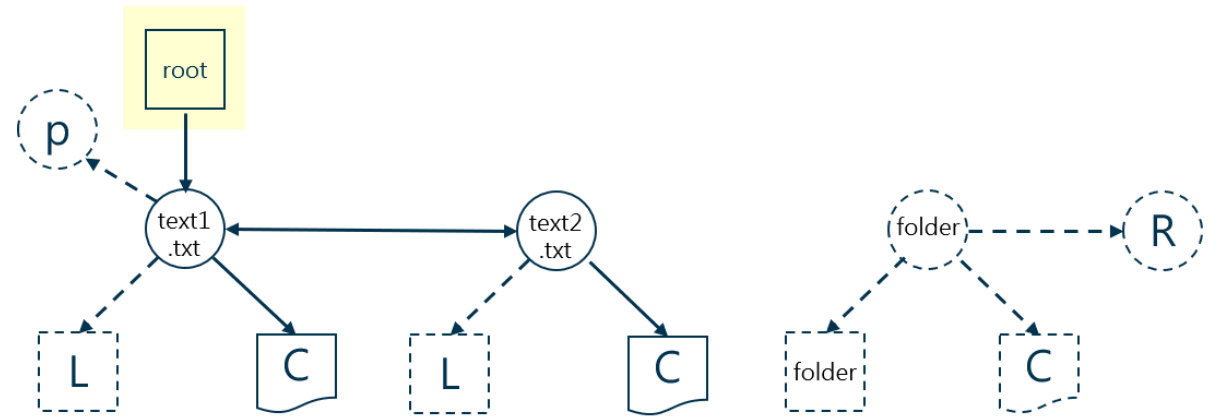 root
p
text1
.txt
text2
.txt
folder
R
L
C
L
C
folder
C